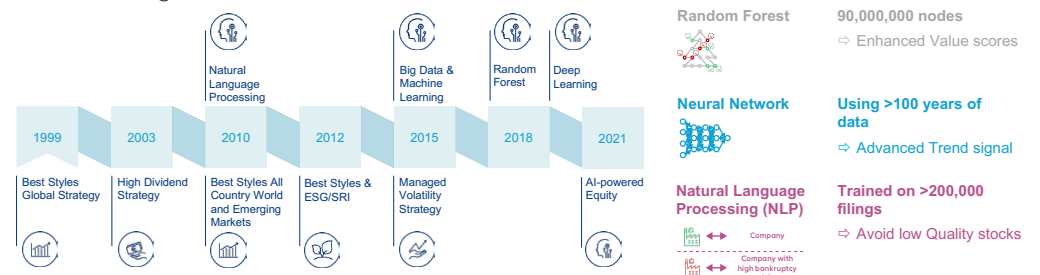 Natural
Language
Processing
Big Data &
Machine
Learning
Random
Forest
Deep
Learning
1999
2003
2010
2012
2015
2018
2021
Best Styles
Global Strategy
High Dividend
Strategy
Best Styles All
Country World
and Emerging
Markets
Best Styles &
ESG/SRI
Managed
Volatility
Strategy
AI-powered
Equity
Random Forest
90,000,000 nodes
⇨ Enhanced Value scores
Neural Network
Using >100 years of
data
⇨ Advanced Trend signal
Natural Language
Processing (NLP)
Trained on >200,000
filings
⇨ Avoid low Quality stocks
Company
Company with
high bankruptcy